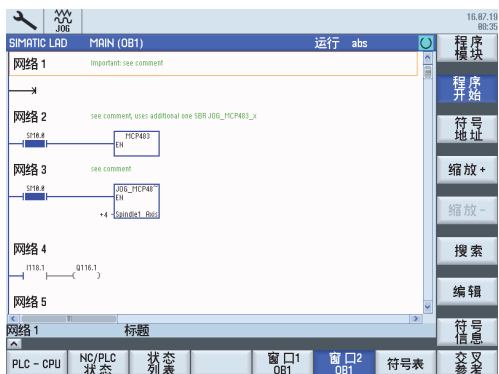 JOG
16.07.19
08:35
SIMATIC LAD MAIN (OB1) 运行 abs
网络 1 Important: see comment
网络 2 see comment, uses additional one SBR JOG_MCP483_x
SM0.0 MCP483
EN
网络 3 see comment
SM0.0 JOG_MCP48~
EN
+4 Spindle1_Axis
网络 4
I118.1 Q116.1
网络 5
网络 1 标题
程序
模块
程序
开始
符号
地址
缩放+
缩放-
搜索
编辑
符号
信息
PLC - CPU
NC/PLC
状态
状态
列表
窗口1
OB1
窗口2
OB1
符号表
交叉
参考